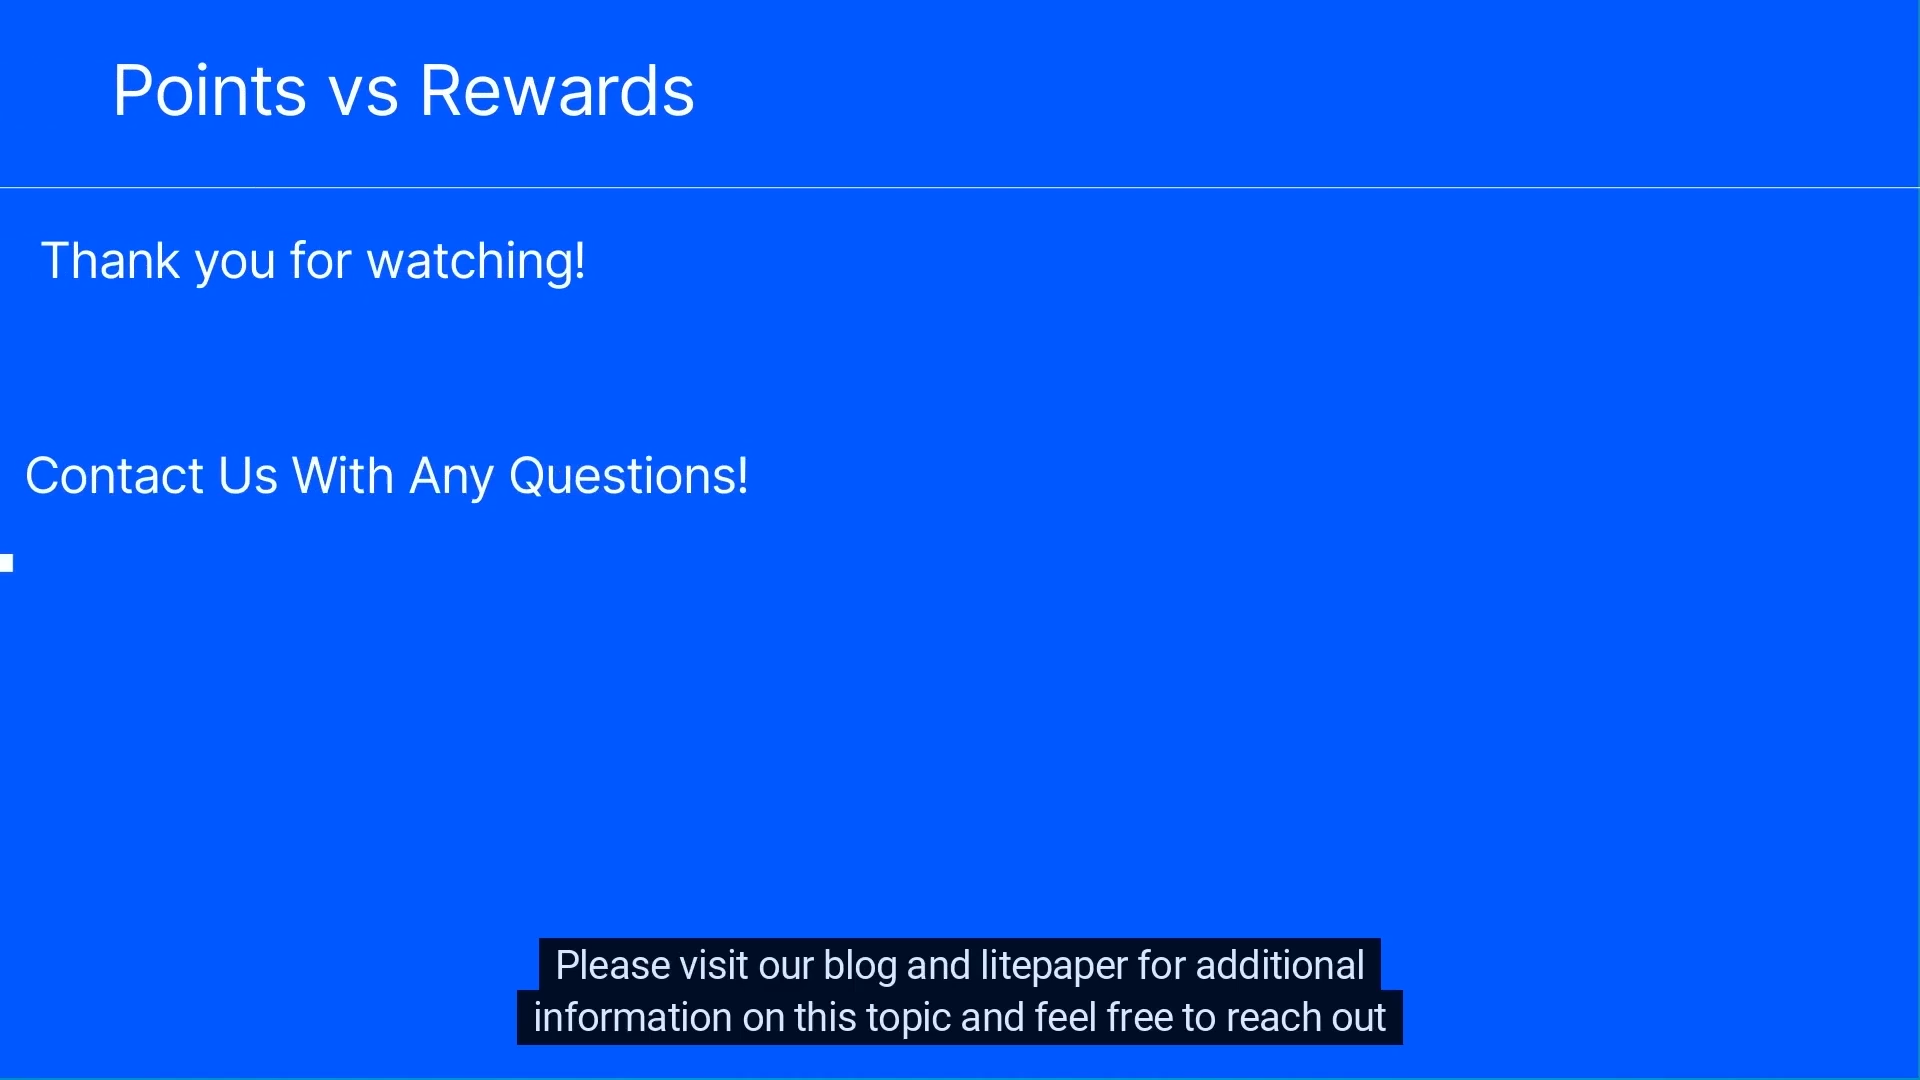 Points vs Rewards
Thank you for watching!
Contact Us With Any Questions!
Please visit our blog and litepaper for additional
information on this topic and feel free to reach out